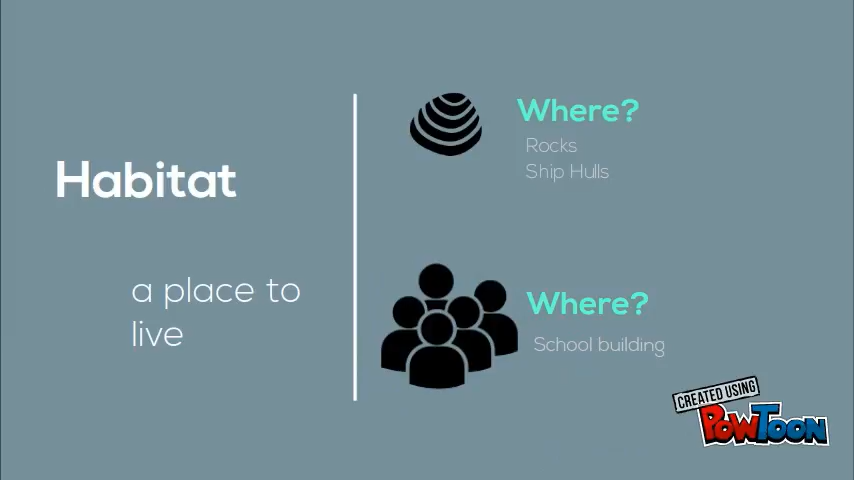 Habitat
a place to
live
Where?
Rocks
Ship Hulls
Where?
School building
CREATED USING
POWTOON